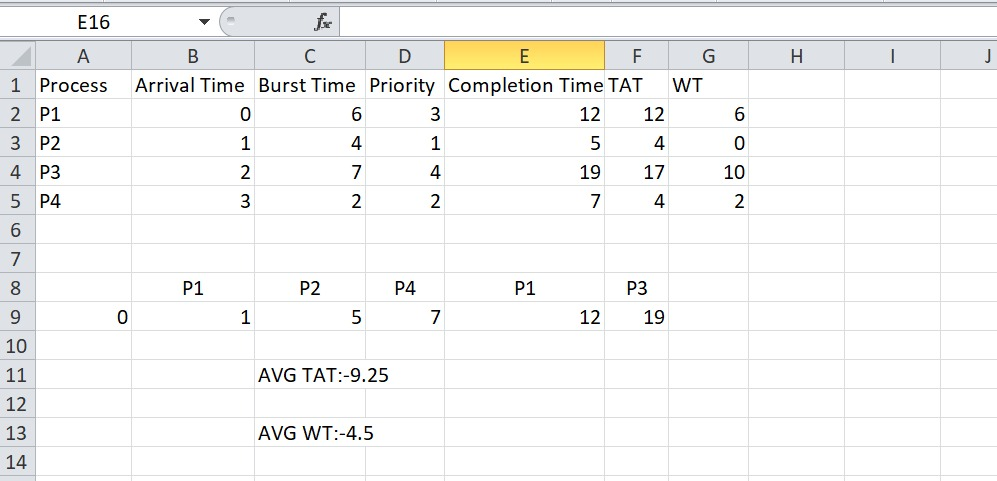 E16 fx
A B C D E F G H I J
1 Process Arrival Time Burst Time Priority Completion Time TAT WT
2 P1 0 6 3 12 12 6
3 P2 1 4 1 5 4 0
4 P3 2 7 4 19 17 10
5 P4 3 2 2 7 4 2
6
7
8 P1 P2 P4 P1 P3
9 0 1 5 7 12 19
10
11 AVG TAT:-9.25
12
13 AVG WT:-4.5
14